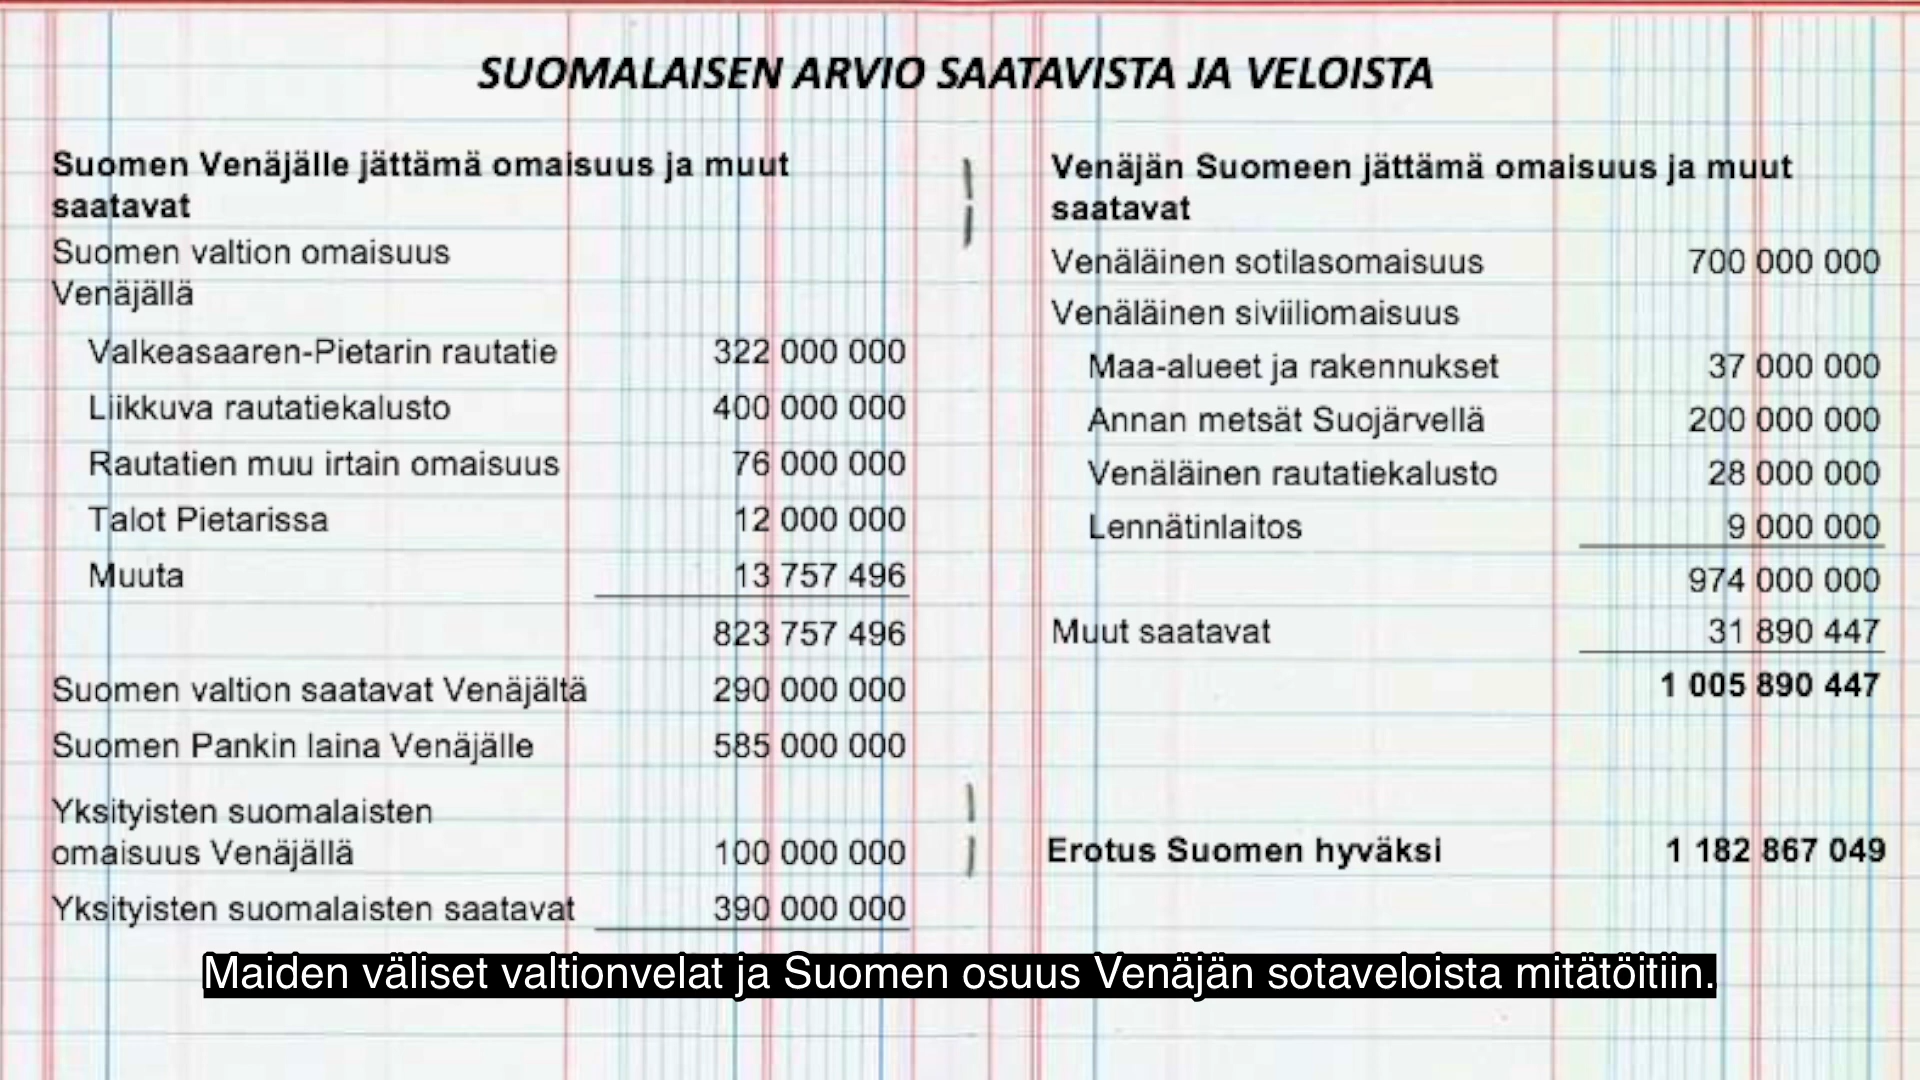 SUOMALAISEN ARVIO SAATAVISTA JA VELOISTA
Suomen Venäjälle jättämä omaisuus ja muut
saatavat
Suomen valtion omaisuus
Venäjällä
Valkeasaaren-Pietarin rautatie 322 000 000
Liikkuva rautatiekalusto 400 000 000
Rautatien muu irtain omaisuus 76 000 000
Talot Pietarissa 12 000 000
Muuta 13 757 496
823 757 496
Suomen valtion saatavat Venäjältä 290 000 000
Suomen Pankin laina Venäjälle 585 000 000
Yksityisten suomalaisten
omaisuus Venäjällä 100 000 000
Yksityisten suomalaisten saatavat 390 000 000
Venäjän Suomeen jättämä omaisuus ja muut
saatavat
Venäläinen sotilasomaisuus 700 000 000
Venäläinen siviiliomaisuus
Maa-alueet ja rakennukset 37 000 000
Annan metsät Suojärvellä 200 000 000
Venäläinen rautatiekalusto 28 000 000
Lennätinlaitos 9 000 000
974 000 000
Muut saatavat 31 890 447
1 005 890 447
Erotus Suomen hyväksi 1 182 867 049
Maiden väliset valtionvelat ja Suomen osuus Venäjän sotaveloista mitätöitiin.